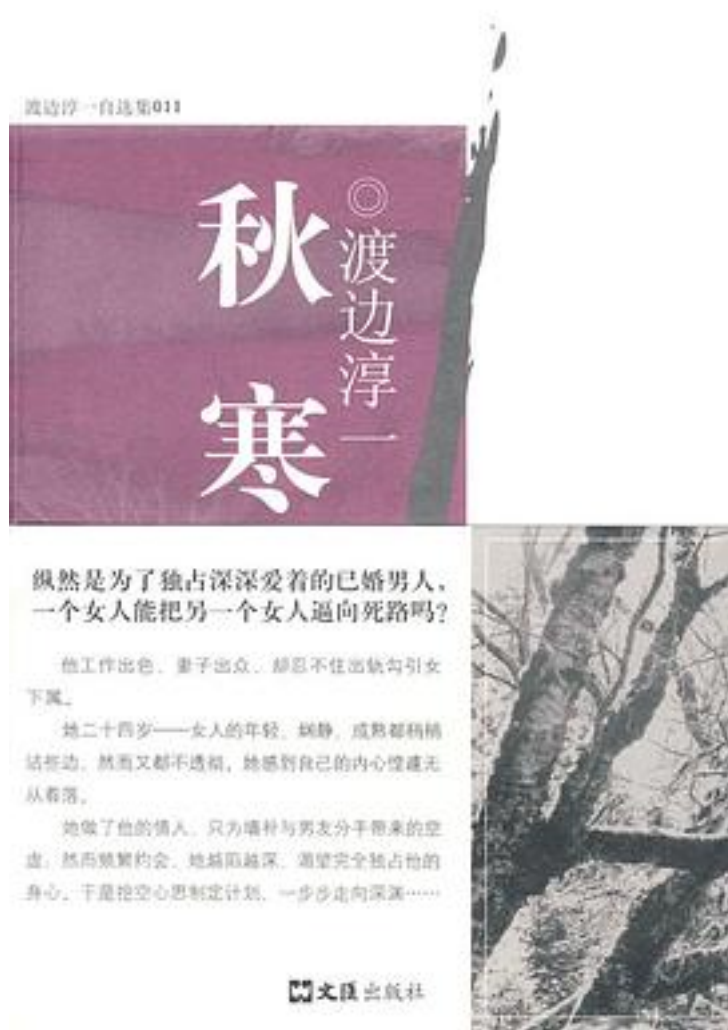 渡边淳一自选集011
秋寒
◎渡边淳一
纵然是为了独占深深爱着的已婚男人、
一个女人能把另一个女人逼向死路吗？
他工作出色、妻子出众、却忍不住出轨勾引女
下属。
她二十四岁——女人的年轻、娴静、成熟都稍稍
沾些边、然而又都不透彻，她感到自己的内心惶遽无
从着落。
她做了他的情人、只为填补与男友分手带来的空
虚，然而频繁约会、她越陷越深、渴望完全独占他的
身心，于是挖空心思制定计划、一步步走向深渊……
文匯出版社